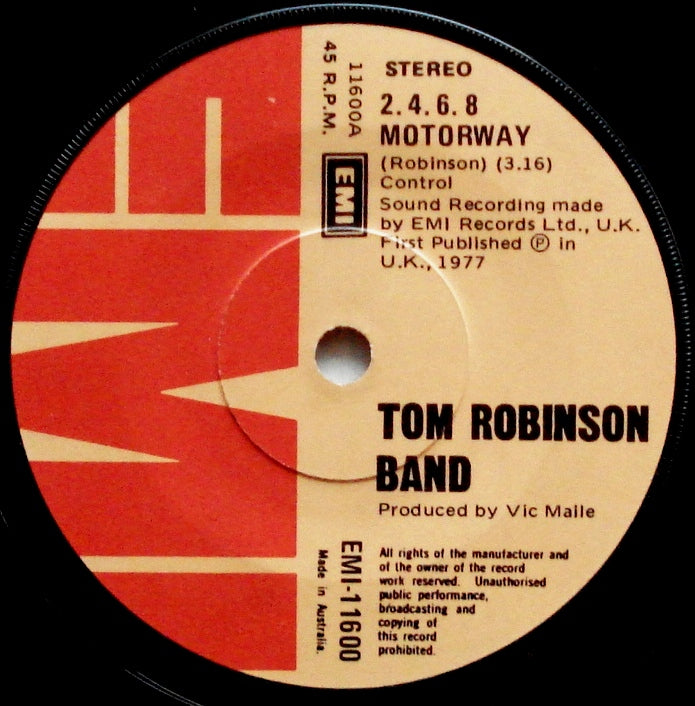 STEREO
2.4.6.8
MOTORWAY
(Robinson) (3.16)
Control
Sound Recording made
by EMI Records Ltd., U.K.
First Published ℗ in
U.K., 1977
11600A
45 R.P.M.
EMI
EMI
TOM ROBINSON
BAND
Produced by Vic Maile
EMI-11600
Made in Australia.
All rights of the manufacturer and
of the owner of the record
work reserved. Unauthorised
public performance,
broadcasting and
copying of
this record
prohibited.